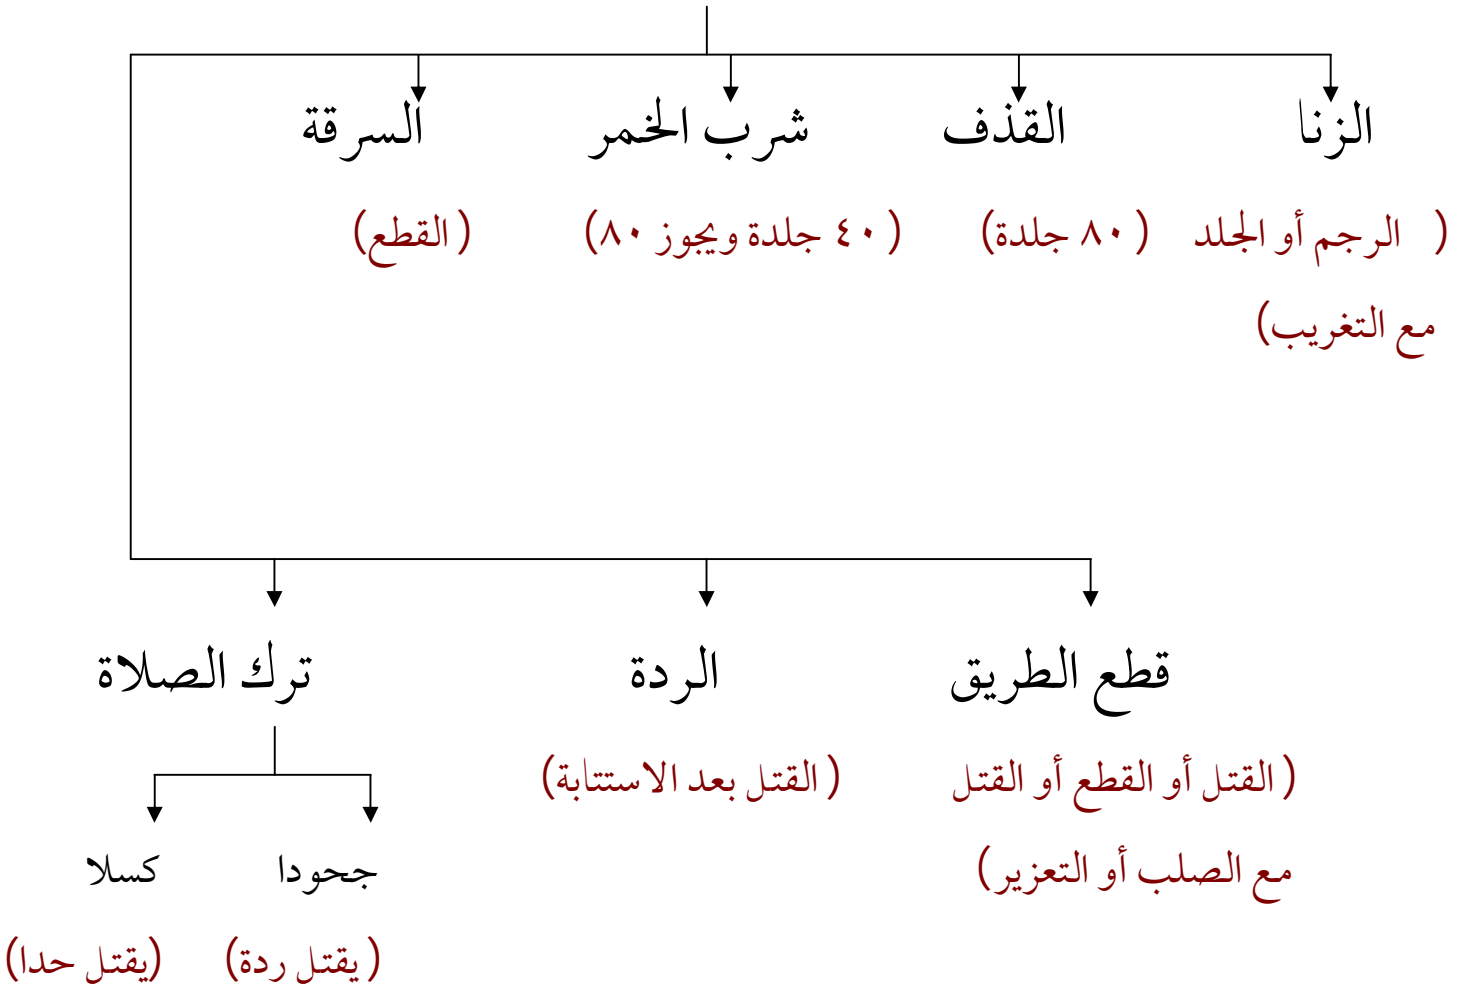 الزنا القذف شرب الخمر السرقة
( الرجم أو الجلد ( ٨٠ جلدة) ( ٤٠ جلدة ويجوز ٨٠) ( القطع)
مع التغريب)
قطع الطريق الردة ترك الصلاة
( القتل أو القطع أو القتل ( القتل بعد الاستتابة)
مع الصلب أو التعزير) جحودا كسلا
( يقتل ردة) (يقتل حدا)